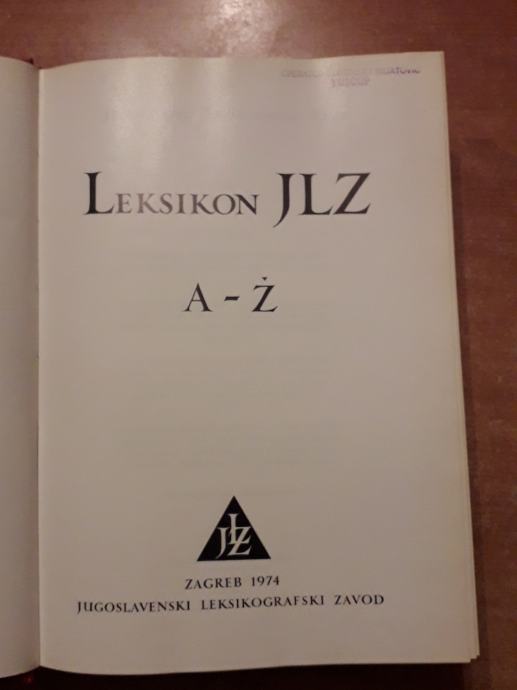 LEKSIKON JLZ
A - Ž
JLZ
ZAGREB 1974
JUGOSLAVENSKI LEKSIKOGRAFSKI ZAVOD